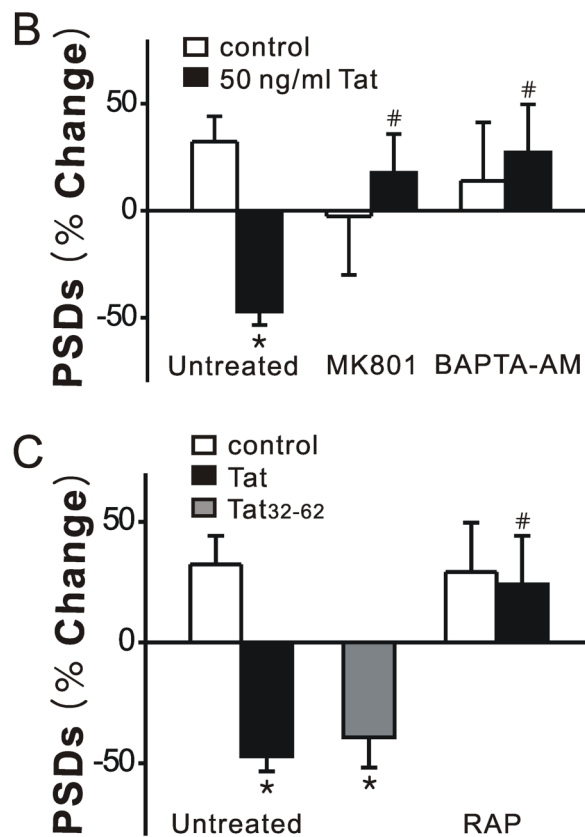 B
control
50 ng/ml Tat
PSDs (% Change)
50
0
-50
#
#
*
Untreated MK801 BAPTA-AM
C
control
Tat
Tat32-62
PSDs (% Change)
50
0
-50
#
*
*
Untreated RAP